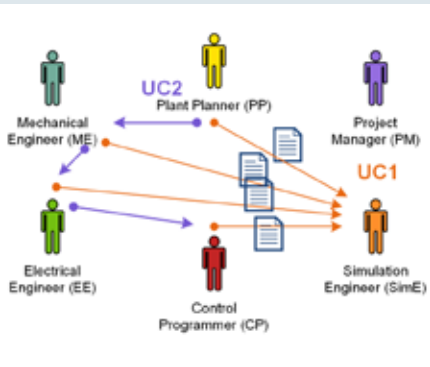 UC2
Plant Planner (PP)
Mechanical
Engineer (ME)
Project
Manager (PM)
UC1
Electrical
Engineer (EE)
Control
Programmer (CP)
Simulation
Engineer (SimE)